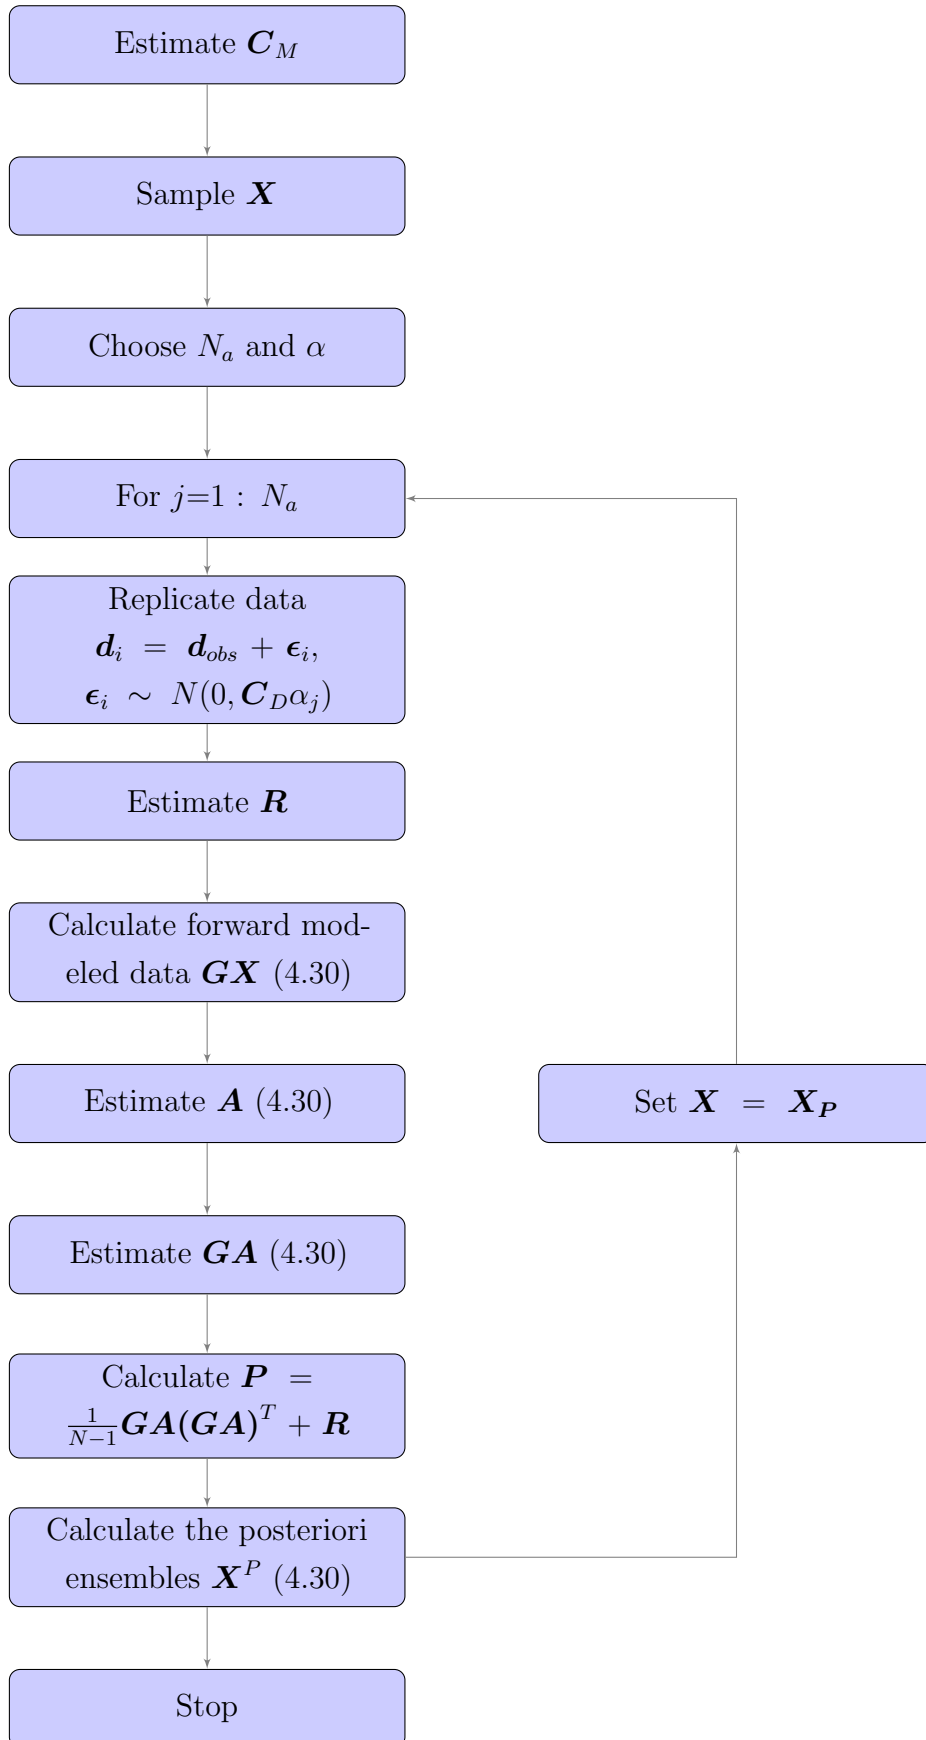 Estimate C_M
Sample X
Choose N_a and α
For j=1 : N_a
Replicate data
d_i = d_obs + ϵ_i,
ϵ_i ∼ N(0, C_D α_j)
Estimate R
Calculate forward mod-
eled data GX (4.30)
Estimate A (4.30)
Set X = X_P
Estimate GA (4.30)
Calculate P =
1/(N−1) GA(GA)^T + R
Calculate the posteriori
ensembles X^P (4.30)
Stop